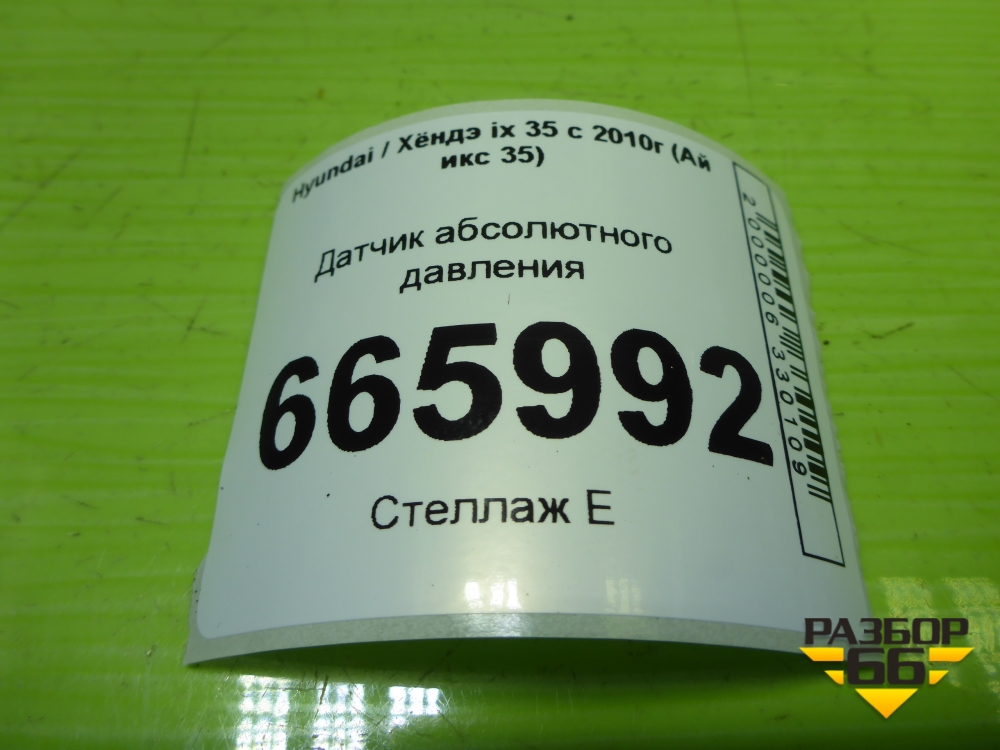 Hyundai / Хёндэ ix 35 с 2010г (Ай
икс 35)
Датчик абсолютного
давления
665992
Стеллаж Е
2000006330109
РАЗБОР
66